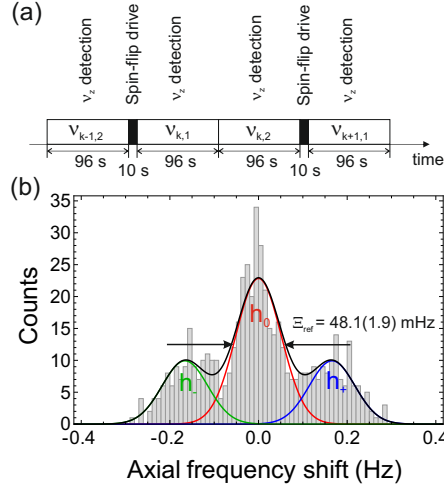 (a)
ν_z detection
Spin-flip drive
ν_z detection
ν_z detection
Spin-flip drive
ν_z detection
ν_k-1,2 ν_k,1 ν_k,2 ν_k+1,1
time
96 s 96 s 96 s 96 s
10 s 10 s
(b)
35
30
25
20
15
10
5
0
Counts
h_0
Ξ_ref = 48.1(1.9) mHz
h_- h_+
-0.4 -0.2 0.0 0.2 0.4
Axial frequency shift (Hz)